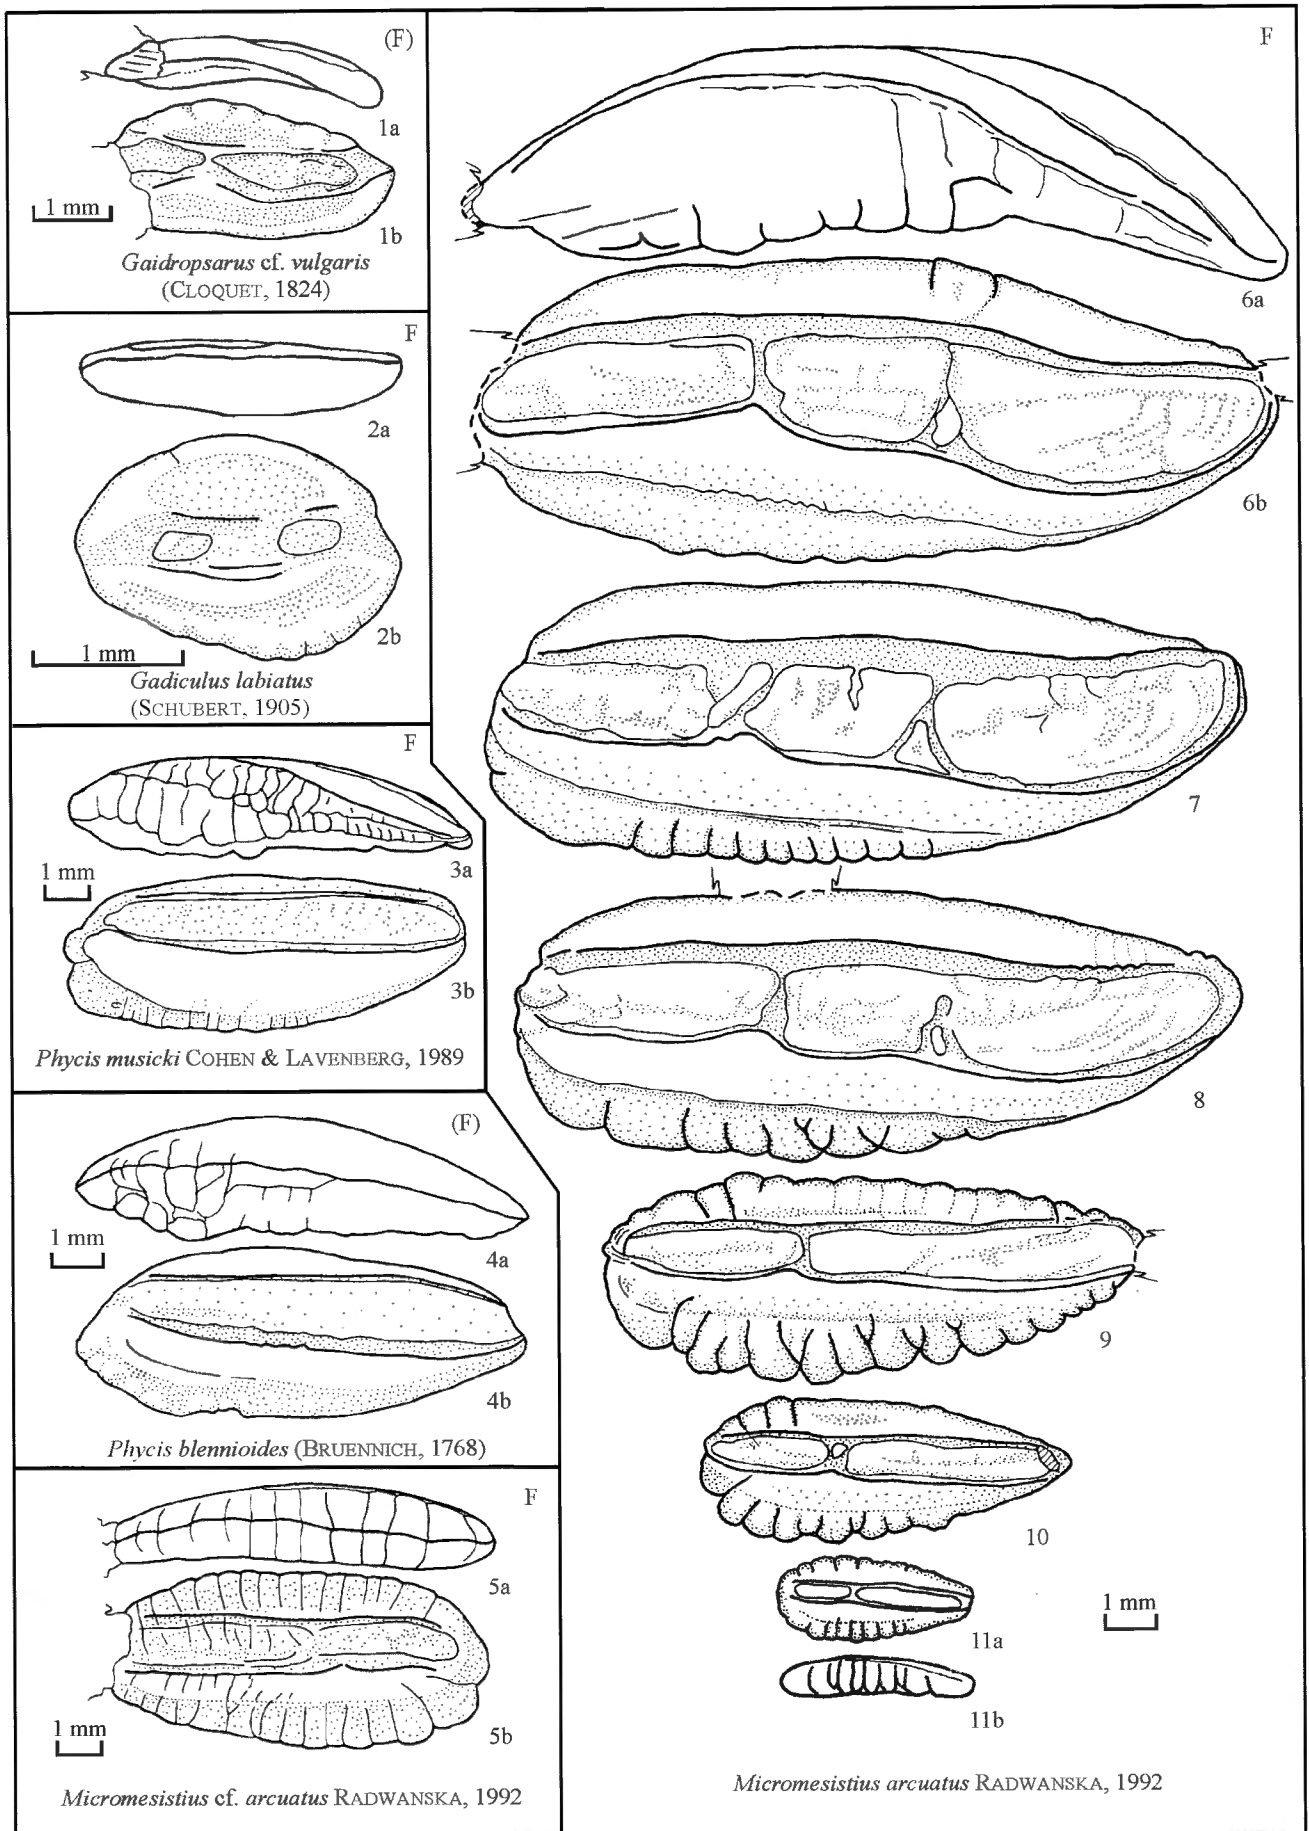 (F)
1a
1 mm
1b
Gaidropsarus cf. vulgaris
(CLOQUET, 1824)
F
2a
2b
1 mm
Gadiculus labiatus
(SCHUBERT, 1905)
F
3a
1 mm
3b
Phycis musicki COHEN & LAVENBERG, 1989
(F)
4a
1 mm
4b
Phycis blennioides (BRUENNICH, 1768)
F
5a
5b
1 mm
Micromesistius cf. arcuatus RADWANSKA, 1992
F
6a
6b
7
8
9
10
11a
1 mm
11b
Micromesistius arcuatus RADWANSKA, 1992